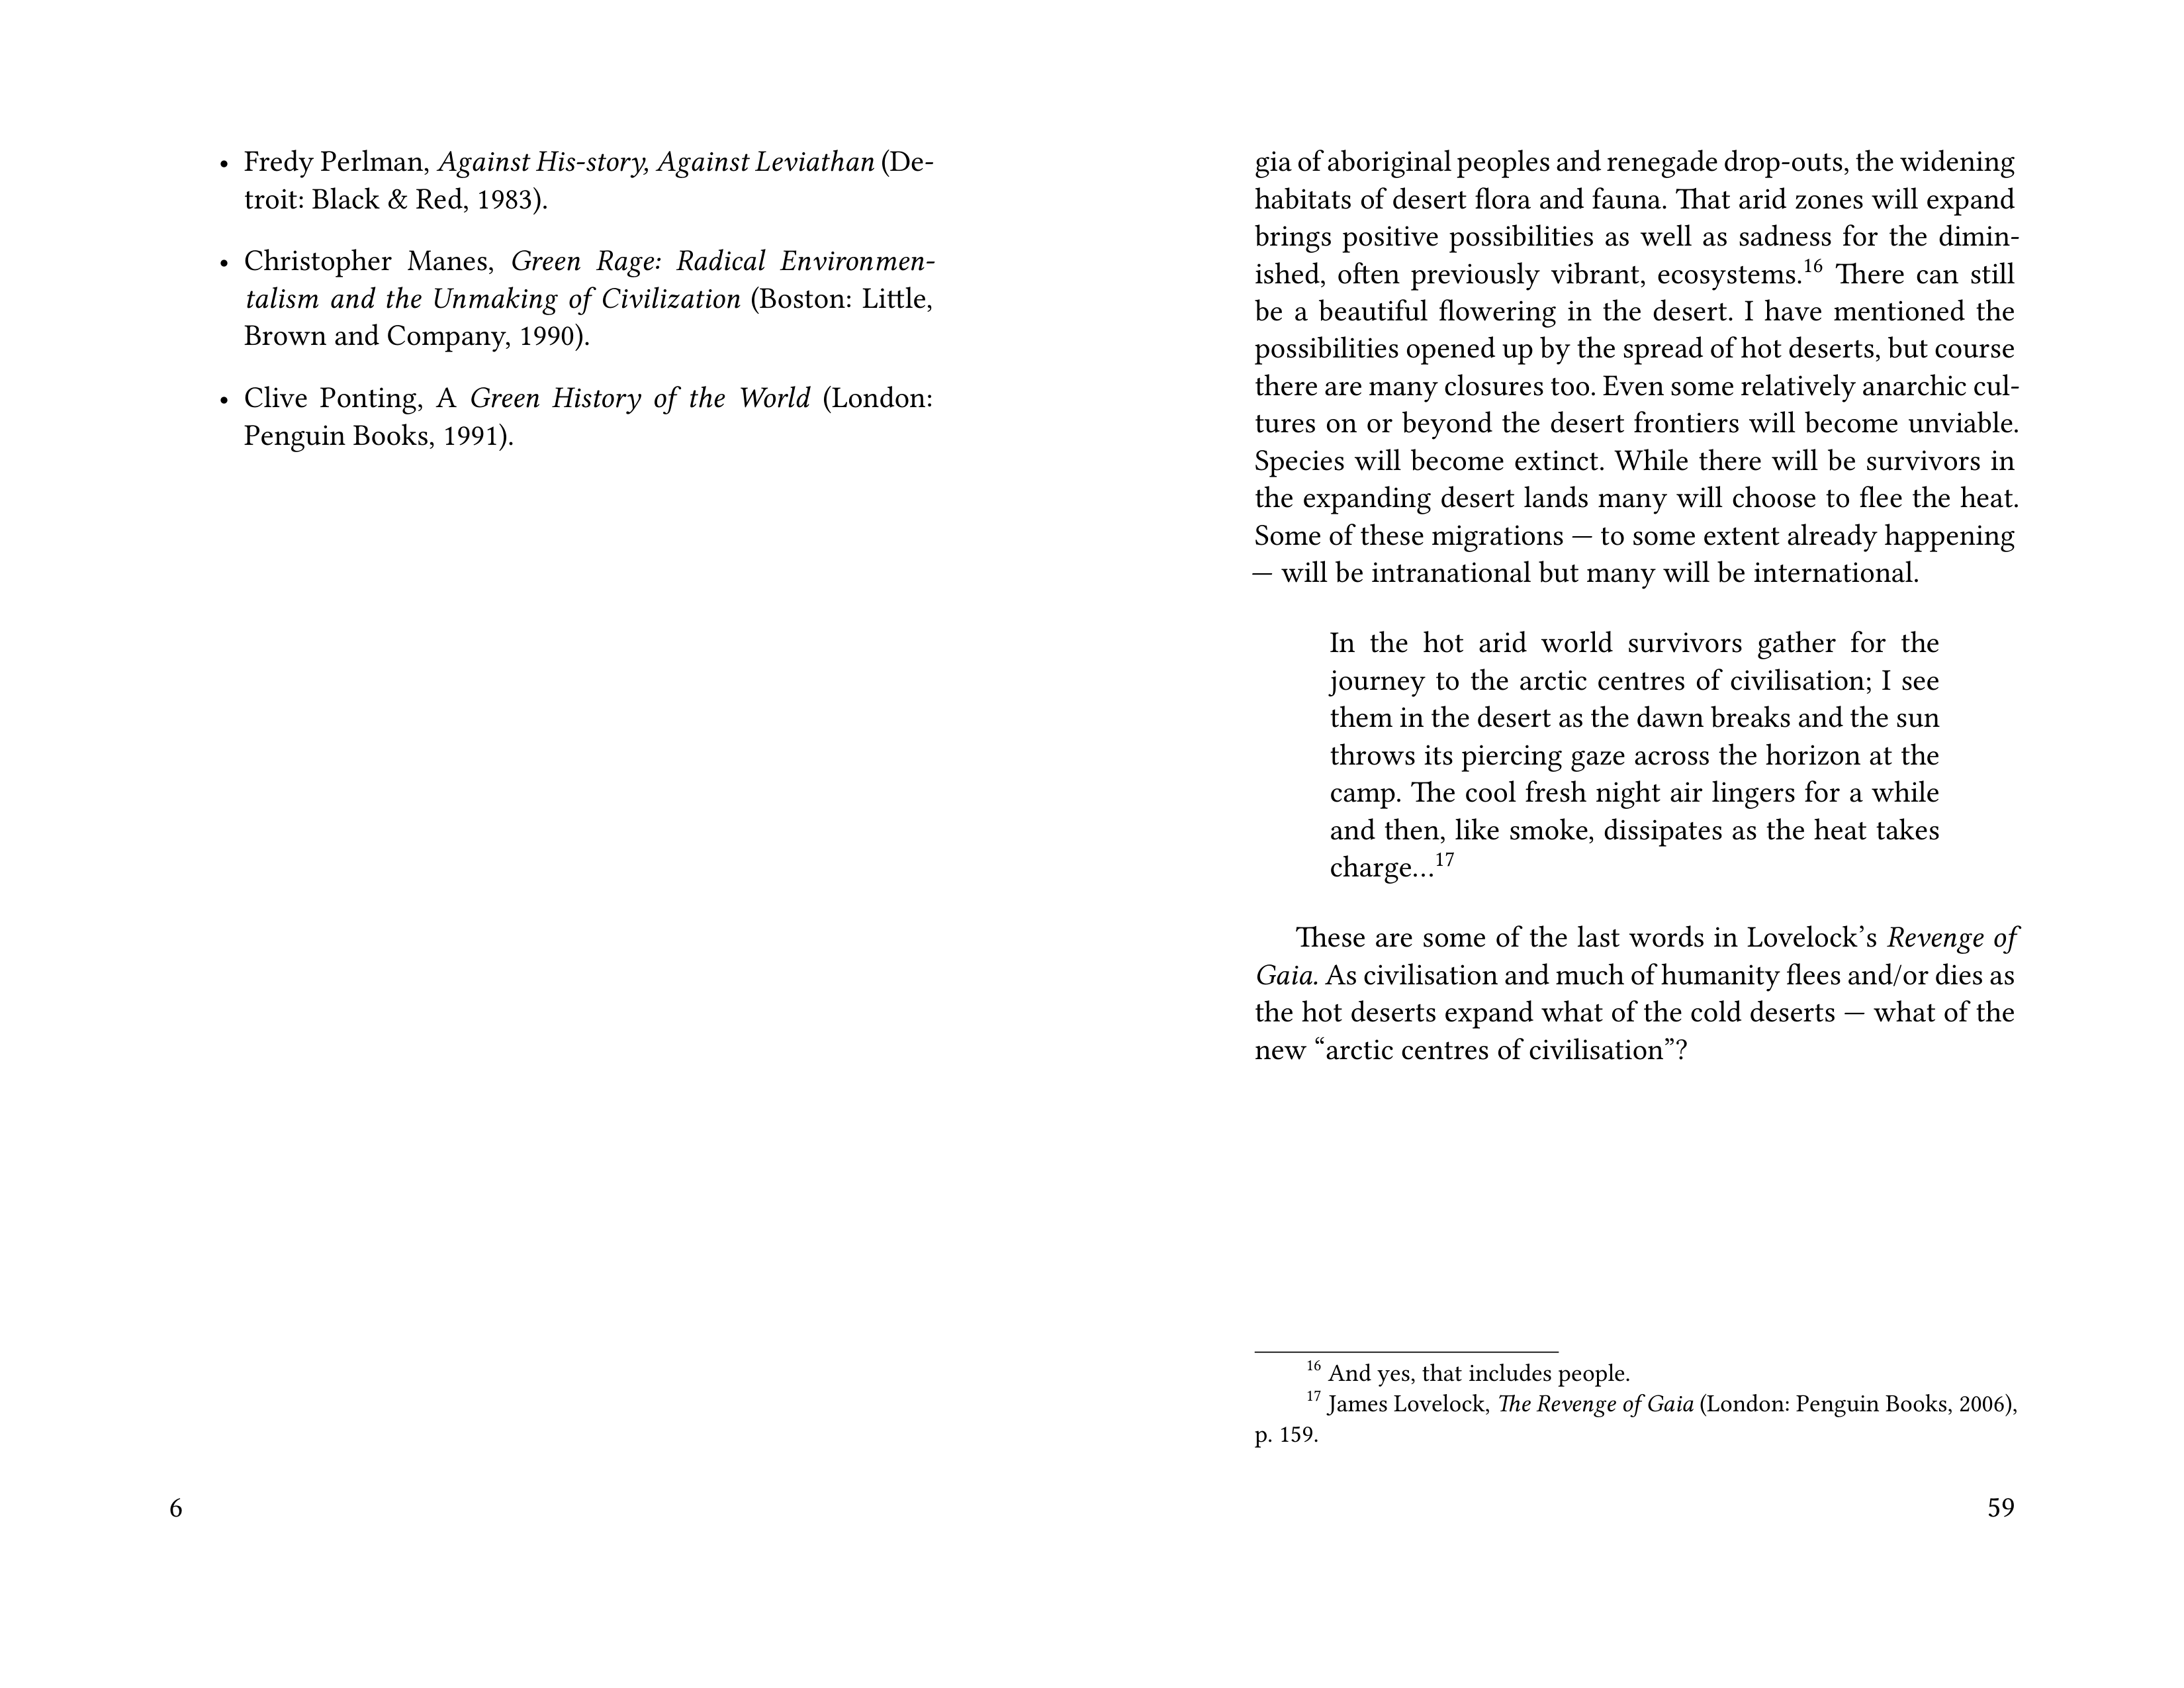 • Fredy Perlman, Against His-story, Against Leviathan (De-
troit: Black & Red, 1983).
• Christopher Manes, Green Rage: Radical Environmen-
talism and the Unmaking of Civilization (Boston: Little,
Brown and Company, 1990).
• Clive Ponting, A Green History of the World (London:
Penguin Books, 1991).
6
gia of aboriginal peoples and renegade drop-outs, the widening
habitats of desert flora and fauna. That arid zones will expand
brings positive possibilities as well as sadness for the dimin-
ished, often previously vibrant, ecosystems.16 There can still
be a beautiful flowering in the desert. I have mentioned the
possibilities opened up by the spread of hot deserts, but course
there are many closures too. Even some relatively anarchic cul-
tures on or beyond the desert frontiers will become unviable.
Species will become extinct. While there will be survivors in
the expanding desert lands many will choose to flee the heat.
Some of these migrations — to some extent already happening
— will be intranational but many will be international.
In the hot arid world survivors gather for the
journey to the arctic centres of civilisation; I see
them in the desert as the dawn breaks and the sun
throws its piercing gaze across the horizon at the
camp. The cool fresh night air lingers for a while
and then, like smoke, dissipates as the heat takes
charge…17
These are some of the last words in Lovelock’s Revenge of
Gaia. As civilisation and much of humanity flees and/or dies as
the hot deserts expand what of the cold deserts — what of the
new “arctic centres of civilisation”?
16 And yes, that includes people.
17 James Lovelock, The Revenge of Gaia (London: Penguin Books, 2006),
p. 159.
59